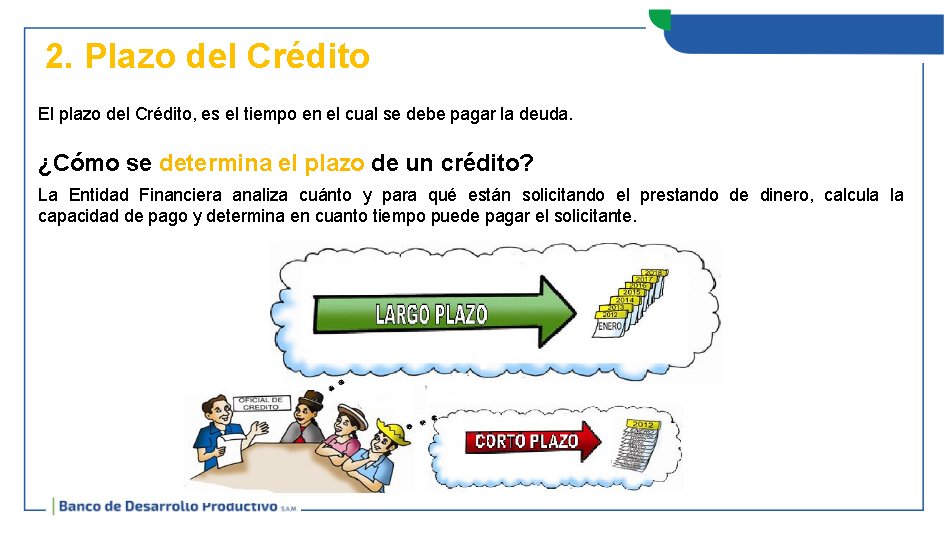 2. Plazo del Crédito
El plazo del Crédito, es el tiempo en el cual se debe pagar la deuda.
¿Cómo se determina el plazo de un crédito?
La Entidad Financiera analiza cuánto y para qué están solicitando el prestando de dinero, calcula la
capacidad de pago y determina en cuanto tiempo puede pagar el solicitante.
LARGO PLAZO
2018
2017
2016
2015
2014
2013
2012
ENERO
OFICIAL DE
CREDITO
CORTO PLAZO
2012
ENERO
Banco de Desarrollo Productivo S.A.M.